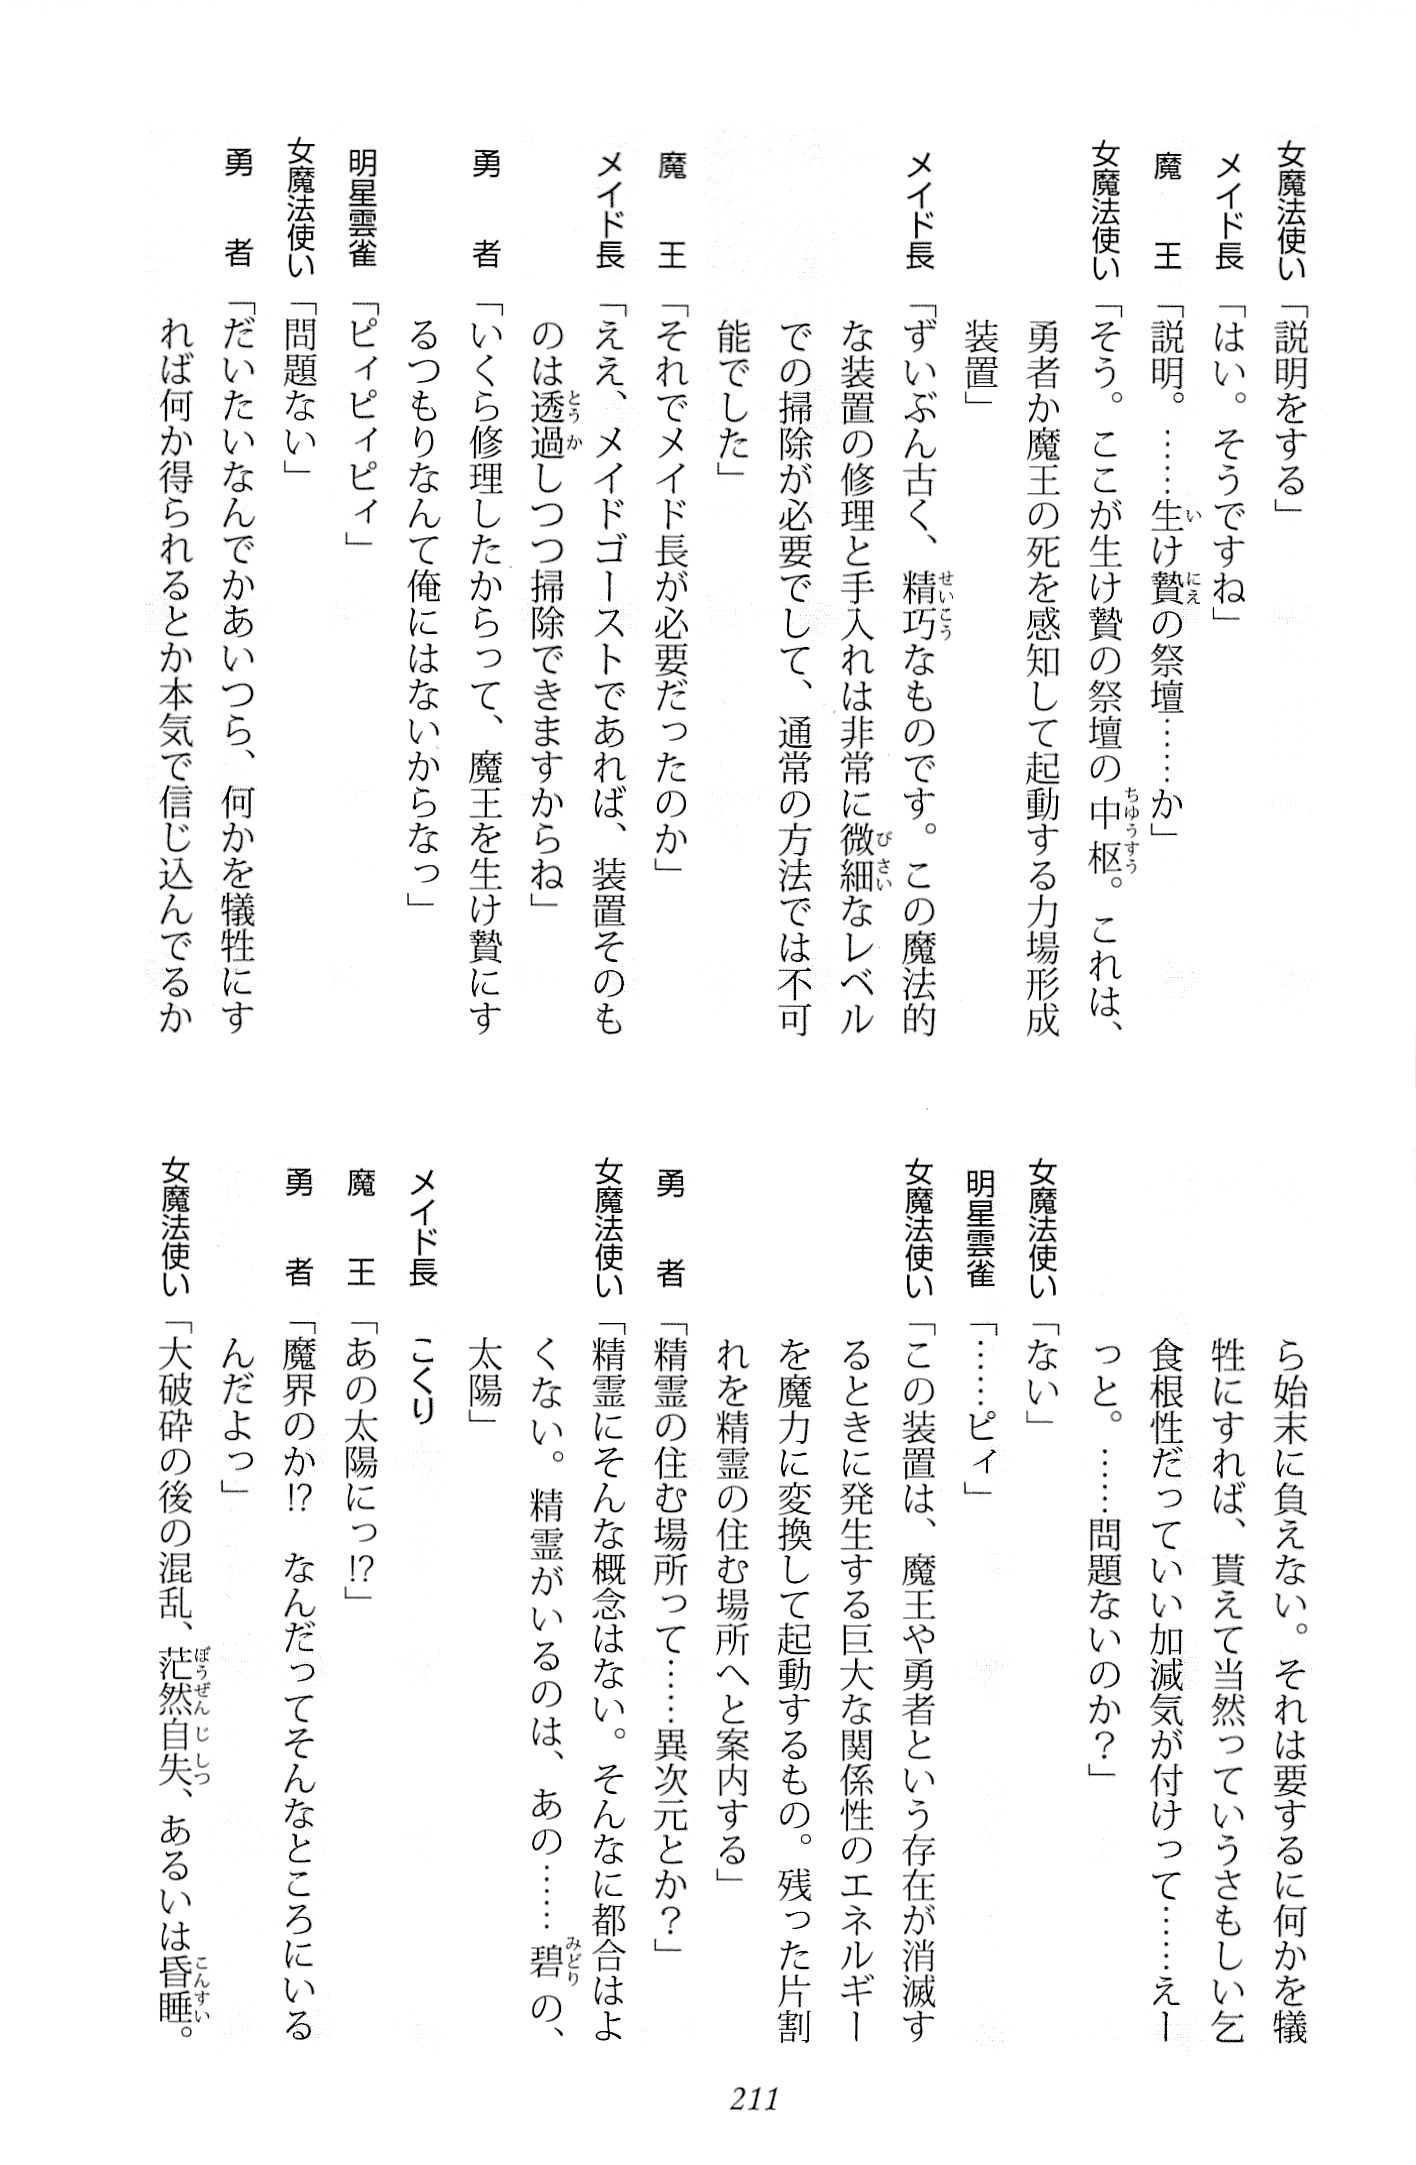 女魔法使い「説明をする」
メイド長「はい。そうですね」
魔　王「説明。……生け贄の祭壇……か」
女魔法使い「そう。ここが生け贄の祭壇の中枢。これは、
勇者か魔王の死を感知して起動する力場形成
装置」
メイド長「ずいぶん古く、精巧なものです。この魔法的
な装置の修理と手入れは非常に微細なレベル
での掃除が必要でして、通常の方法では不可
能でした」
魔　王「それでメイド長が必要だったのか」
メイド長「ええ、メイドゴーストであれば、装置そのも
のは透過しつつ掃除できますからね」
勇　者「いくら修理したからって、魔王を生け贄にす
るつもりなんて俺にはないからなっ」
明星雲雀「ピィピィピィ」
女魔法使い「問題ない」
勇　者「だいたいなんでかあいつら、何かを犠牲にす
れば何か得られるとか本気で信じ込んでるか
ら始末に負えない。それは要するに何かを犠
牲にすれば、貰えて当然っていうさもしい乞
食根性だっていい加減気が付けって……えー
っと。……問題ないのか？」
女魔法使い「ない」
明星雲雀「……ピィ」
女魔法使い「この装置は、魔王や勇者という存在が消滅す
るときに発生する巨大な関係性のエネルギー
を魔力に変換して起動するもの。残った片割
れを精霊の住む場所へと案内する」
勇　者「精霊の住む場所って……異次元とか？」
女魔法使い「精霊にそんな概念はない。そんなに都合はよ
くない。精霊がいるのは、あの……碧の、
太陽」
メイド長　こくり
魔　王「あの太陽にっ!?」
勇　者「魔界のか!?　なんだってそんなところにいる
んだよっ」
女魔法使い「大破砕の後の混乱、茫然自失、あるいは昏睡。
211